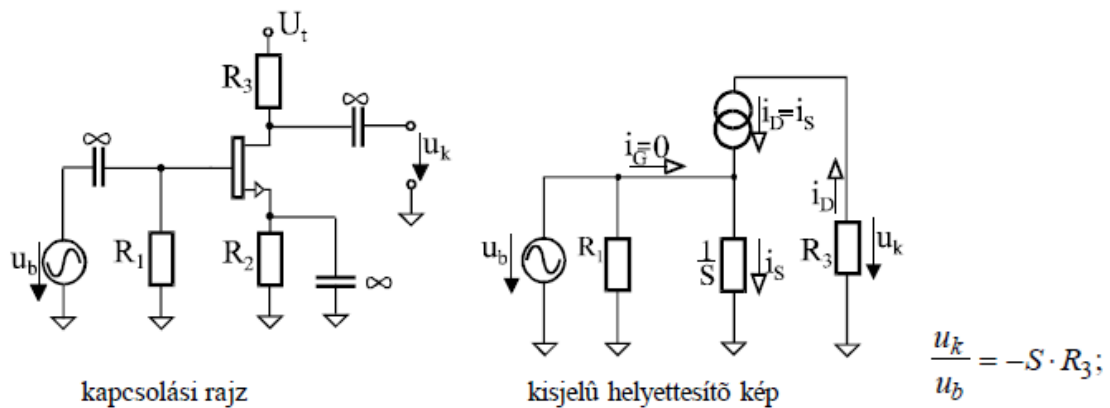 U_t
R_3
∞
∞
u_k
u_b
R_1
R_2
∞
kapcsolási rajz
i_D=i_S
i_G=0
i_D
u_b
R_1
1/S
i_S
R_3
u_k
kisjelû helyettesítõ kép
u_k/u_b = -S·R_3;